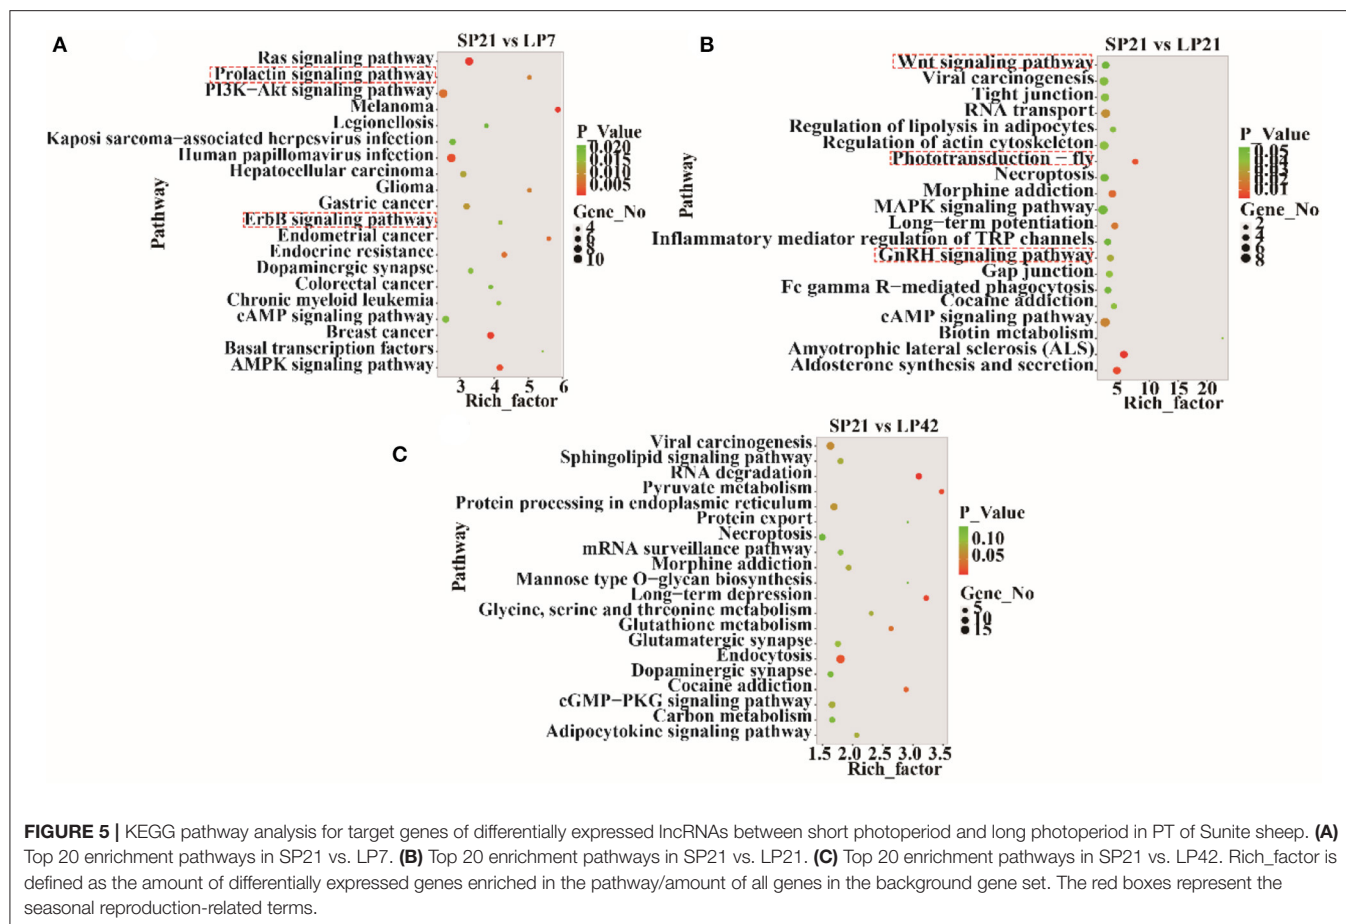 A
SP21 vs LP7
Ras signaling pathway
Prolactin signaling pathway
PI3K−Akt signaling pathway
Melanoma
Legionellosis
Kaposi sarcoma−associated herpesvirus infection
Human papillomavirus infection
Hepatocellular carcinoma
Glioma
Gastric cancer
ErbB signaling pathway
Endometrial cancer
Endocrine resistance
Dopaminergic synapse
Colorectal cancer
Chronic myeloid leukemia
cAMP signaling pathway
Breast cancer
Basal transcription factors
AMPK signaling pathway
Pathway
3 4 5 6
Rich_factor
P_Value
0.020
0.015
0.010
0.005
Gene_No
4
6
8
10
B
SP21 vs LP21
Wnt signaling pathway
Viral carcinogenesis
Tight junction
RNA transport
Regulation of lipolysis in adipocytes
Regulation of actin cytoskeleton
Phototransduction − fly
Necroptosis
Morphine addiction
MAPK signaling pathway
Long−term potentiation
Inflammatory mediator regulation of TRP channels
GnRH signaling pathway
Gap junction
Fc gamma R−mediated phagocytosis
Cocaine addiction
cAMP signaling pathway
Biotin metabolism
Amyotrophic lateral sclerosis (ALS)
Aldosterone synthesis and secretion
Pathway
5 10 15 20
Rich_factor
P_Value
0.05
0.04
0.03
0.02
0.01
Gene_No
2
4
6
8
C
SP21 vs LP42
Viral carcinogenesis
Sphingolipid signaling pathway
RNA degradation
Pyruvate metabolism
Protein processing in endoplasmic reticulum
Protein export
Necroptosis
mRNA surveillance pathway
Morphine addiction
Mannose type O−glycan biosynthesis
Long−term depression
Glycine, serine and threonine metabolism
Glutathione metabolism
Glutamatergic synapse
Endocytosis
Dopaminergic synapse
Cocaine addiction
cGMP−PKG signaling pathway
Carbon metabolism
Adipocytokine signaling pathway
Pathway
1.5 2.0 2.5 3.0 3.5
Rich_factor
P_Value
0.10
0.05
Gene_No
5
10
15
FIGURE 5 | KEGG pathway analysis for target genes of differentially expressed lncRNAs between short photoperiod and long photoperiod in PT of Sunite sheep. (A)
Top 20 enrichment pathways in SP21 vs. LP7. (B) Top 20 enrichment pathways in SP21 vs. LP21. (C) Top 20 enrichment pathways in SP21 vs. LP42. Rich_factor is
defined as the amount of differentially expressed genes enriched in the pathway/amount of all genes in the background gene set. The red boxes represent the
seasonal reproduction-related terms.